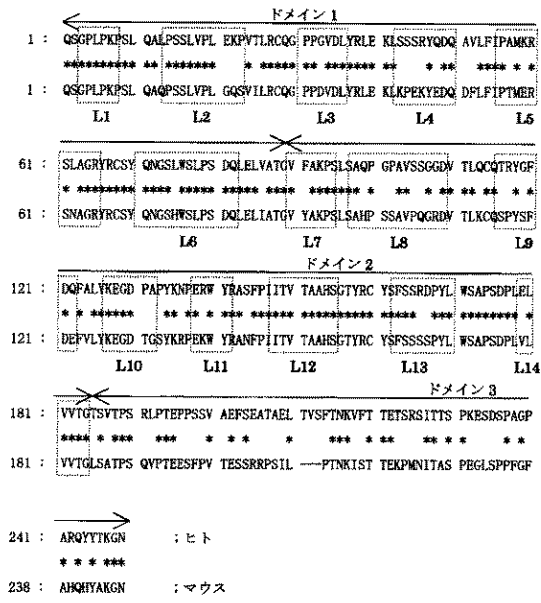 ドメイン1
1 : QSGPLPKPSL QALPSSLVPL EKPVTLRCQG PPGVDLYRLE KLSSSRYQDQ AVLFIPAMKR
1 : QSGPLPKPSL QAQPSSLVPL GQSVILRCQG PPDVDLYRLE KLKPEKYEDQ DFLFIPTMER
L1 L2 L3 L4 L5
61 : SLAGRYRCSY QNGSLWSLPS DQLELVATGV FAKPSLSAQP GPAVSSGGDV TLQCQTRYGF
* **************** ********* *** ** ****** * ** *** ** *** ** *
61 : SNAGRYRCSY QNGSHWSLPS DQLELIATGV YAKPSLSAHP SSAVPQGRDV TLKCQSPYSF
L6 L7 L8 L9
ドメイン2
121 : DQFALYKEGD PAPYKNPERW YRASFPIITV TAAHSGTYRC YSFSSRDPYL WSAPSDPLEL
121 : DEFVLYKEGD TGSYKRPEKW YRANFPIITV TAAHSGTYRC YSFSSSSPYL WSAPSDPLVL
L10 L11 L12 L13 L14
ドメイン3
181 : VVTGTSVTPS RLPTEPPSSV AEFSEATAEL TVSFTNKVFT TETSRSITTS PKESDSPAGP
181 : VVTGLSATPS QVPTEESFPV TESSRRPSIL ---PTNKIST TEKPMNITAS PEGLSPPFGF
241 : ARQYYTKGN ; ヒト
* * * ***
238 : AHQHYAKGN ; マウス